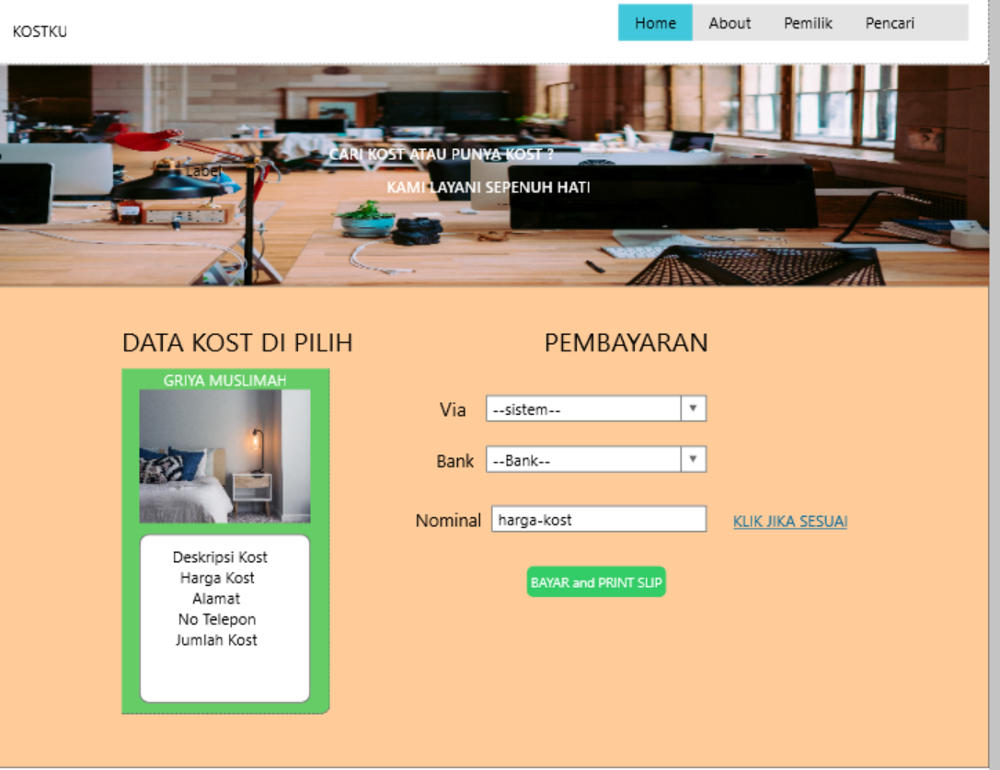 KOSTKU
Home About Pemilik Pencari
CARI KOST ATAU PUNYA KOST ?
Label
KAMI LAYANI SEPENUH HATI
DATA KOST DI PILIH
GRIYA MUSLIMAH
Deskripsi Kost
Harga Kost
Alamat
No Telepon
Jumlah Kost
PEMBAYARAN
Via --sistem--
Bank --Bank--
Nominal harga-kost KLIK JIKA SESUAI
BAYAR and PRINT SLIP